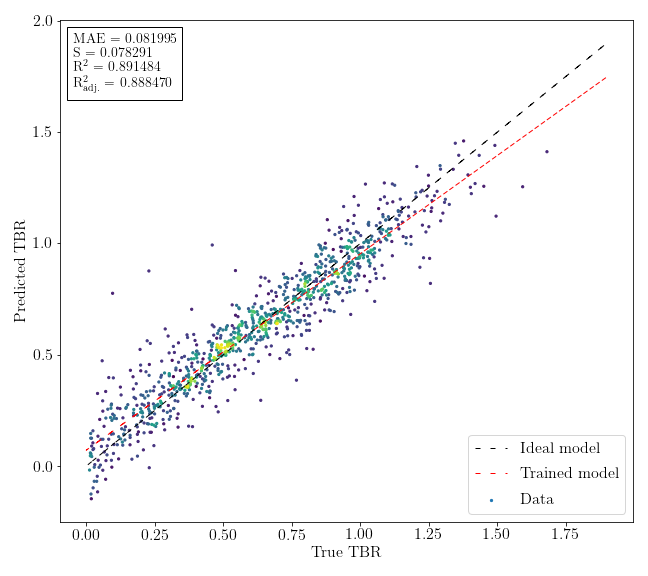 2.0
1.5
1.0
0.5
0.0
Predicted TBR
MAE = 0.081995
S = 0.078291
R² = 0.891484
R²adj. = 0.888470
Ideal model
Trained model
Data
0.00 0.25 0.50 0.75 1.00 1.25 1.50 1.75
True TBR